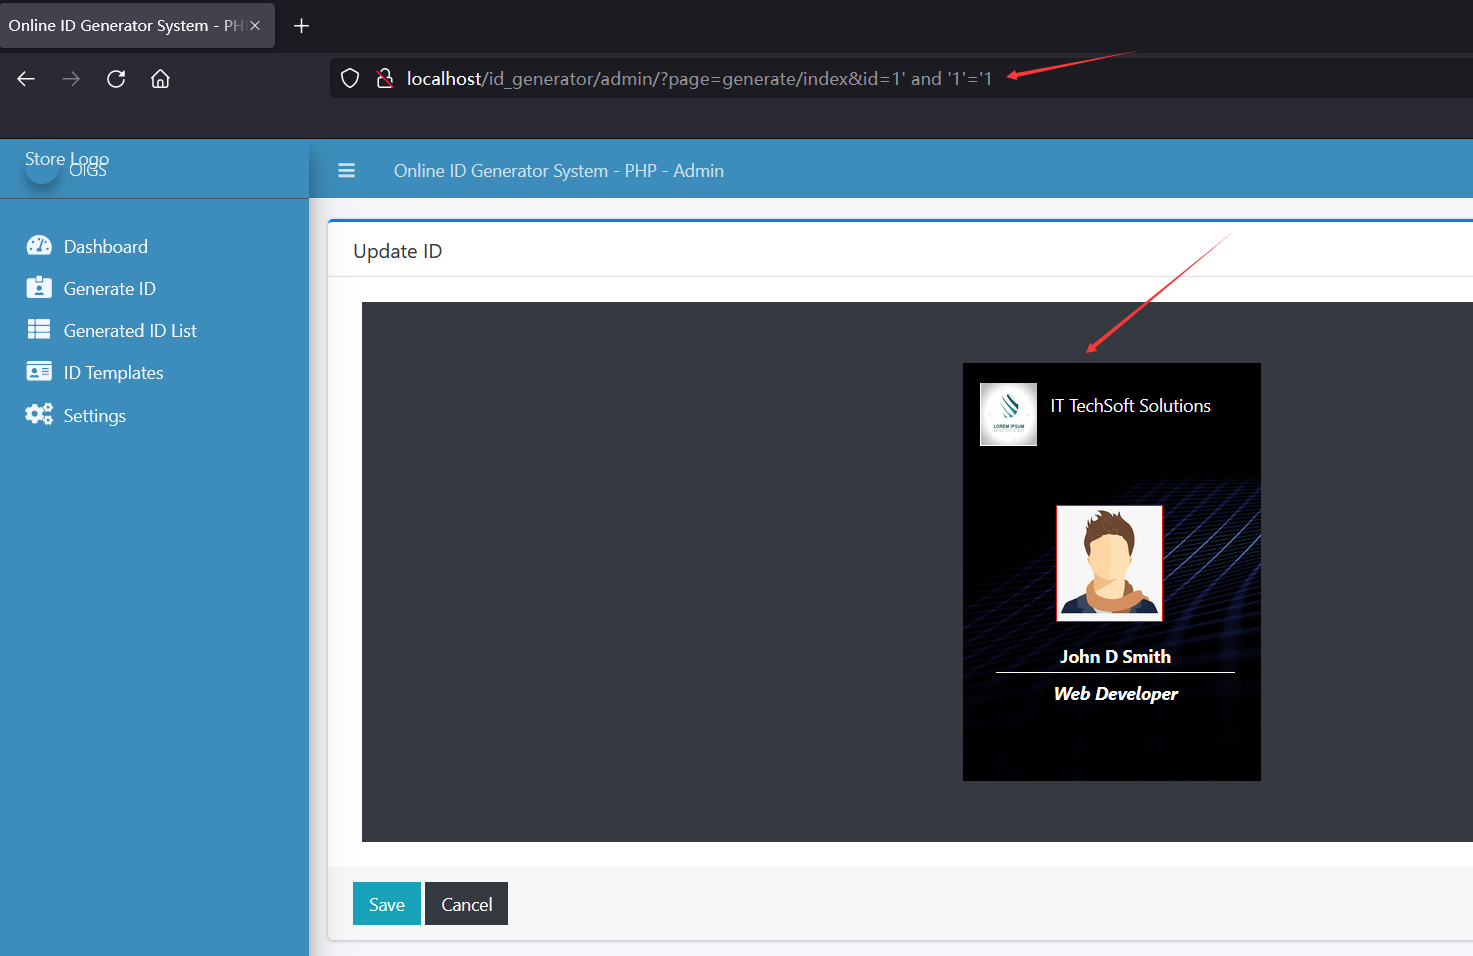 Online ID Generator System - PH
localhost/id_generator/admin/?page=generate/index&id=1' and '1'='1
Store Logo
OIGS
Online ID Generator System - PHP - Admin
Dashboard
Generate ID
Generated ID List
ID Templates
Settings
Update ID
IT TechSoft Solutions
LOREM IPSUM
John D Smith
Web Developer
Save
Cancel